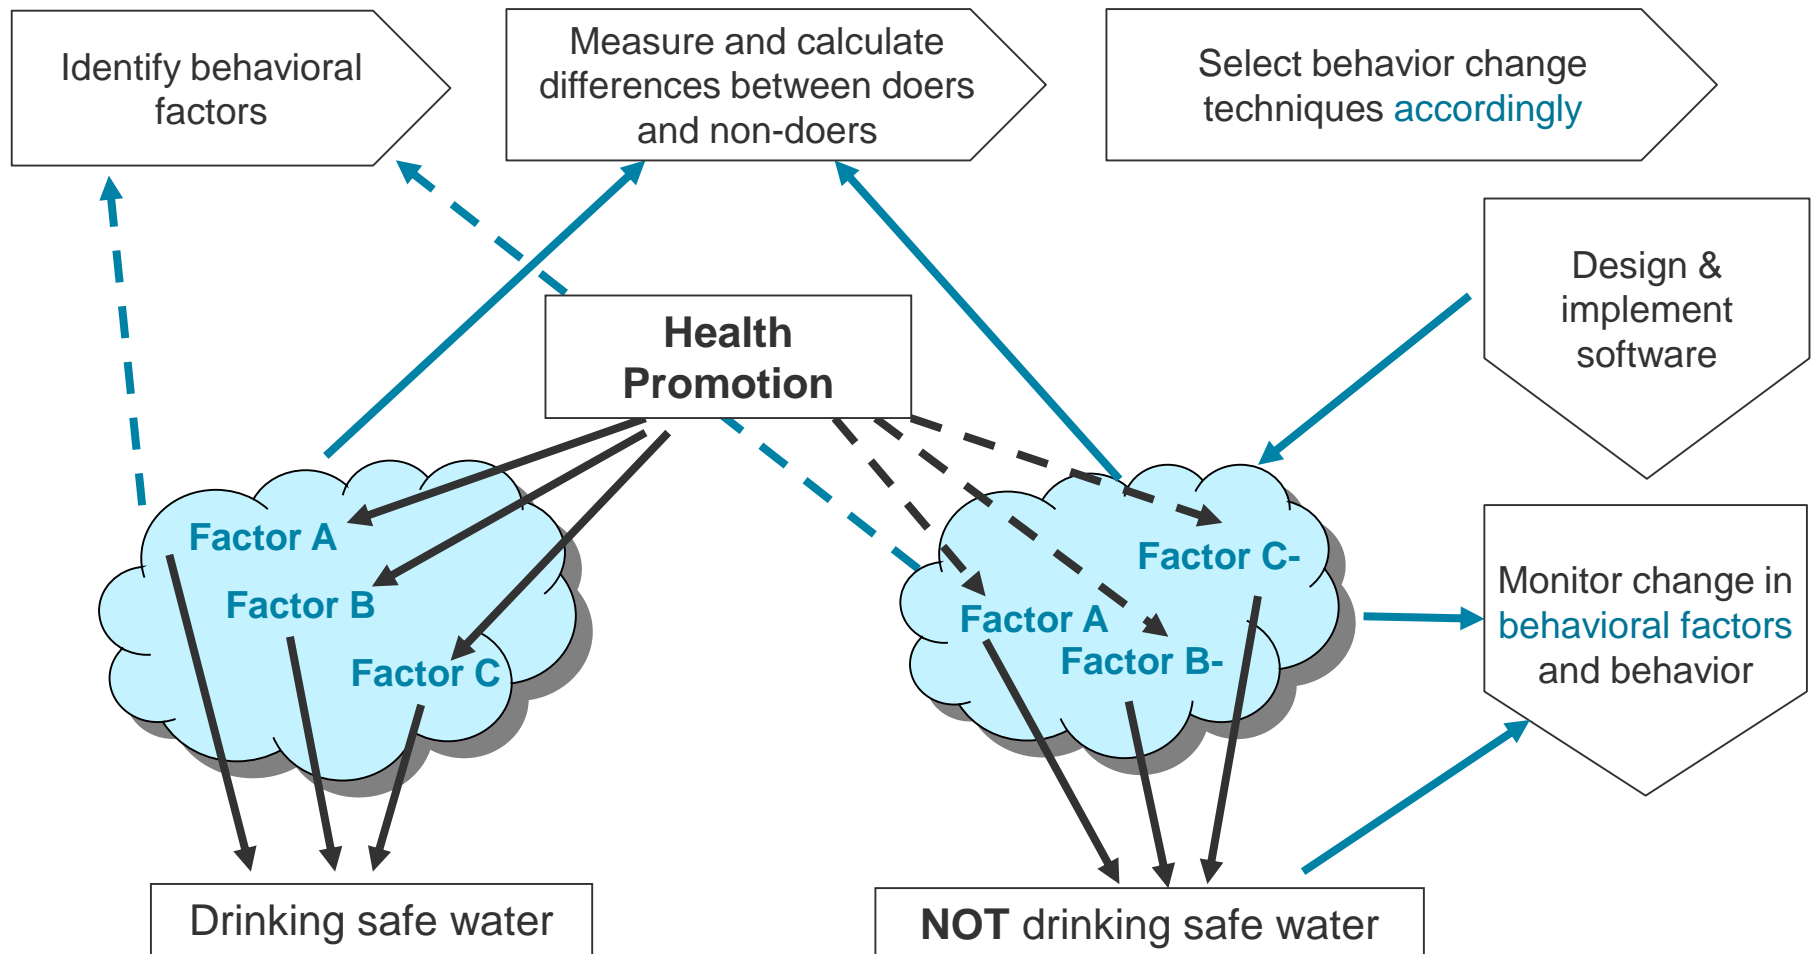 Identify behavioral
factors
Measure and calculate
differences between doers
and non-doers
Select behavior change
techniques accordingly
Design &
implement
software
Health
Promotion
Factor A
Factor B
Factor C
Factor C-
Factor A
Factor B-
Monitor change in
behavioral factors
and behavior
Drinking safe water
NOT drinking safe water